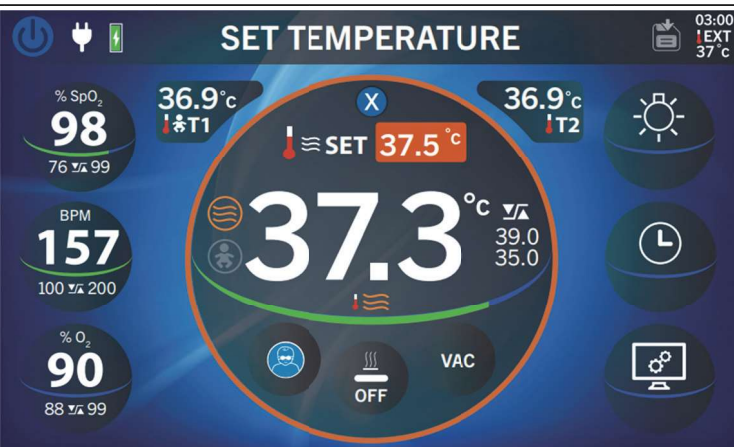 SET TEMPERATURE
03:00
EXT
37 °c
% SpO₂
98
76 99
36.9°c
T1
X
36.9°c
T2
SET 37.5 °c
37.3 °c
39.0
35.0
BPM
157
100 200
% O₂
90
88 99
OFF
VAC